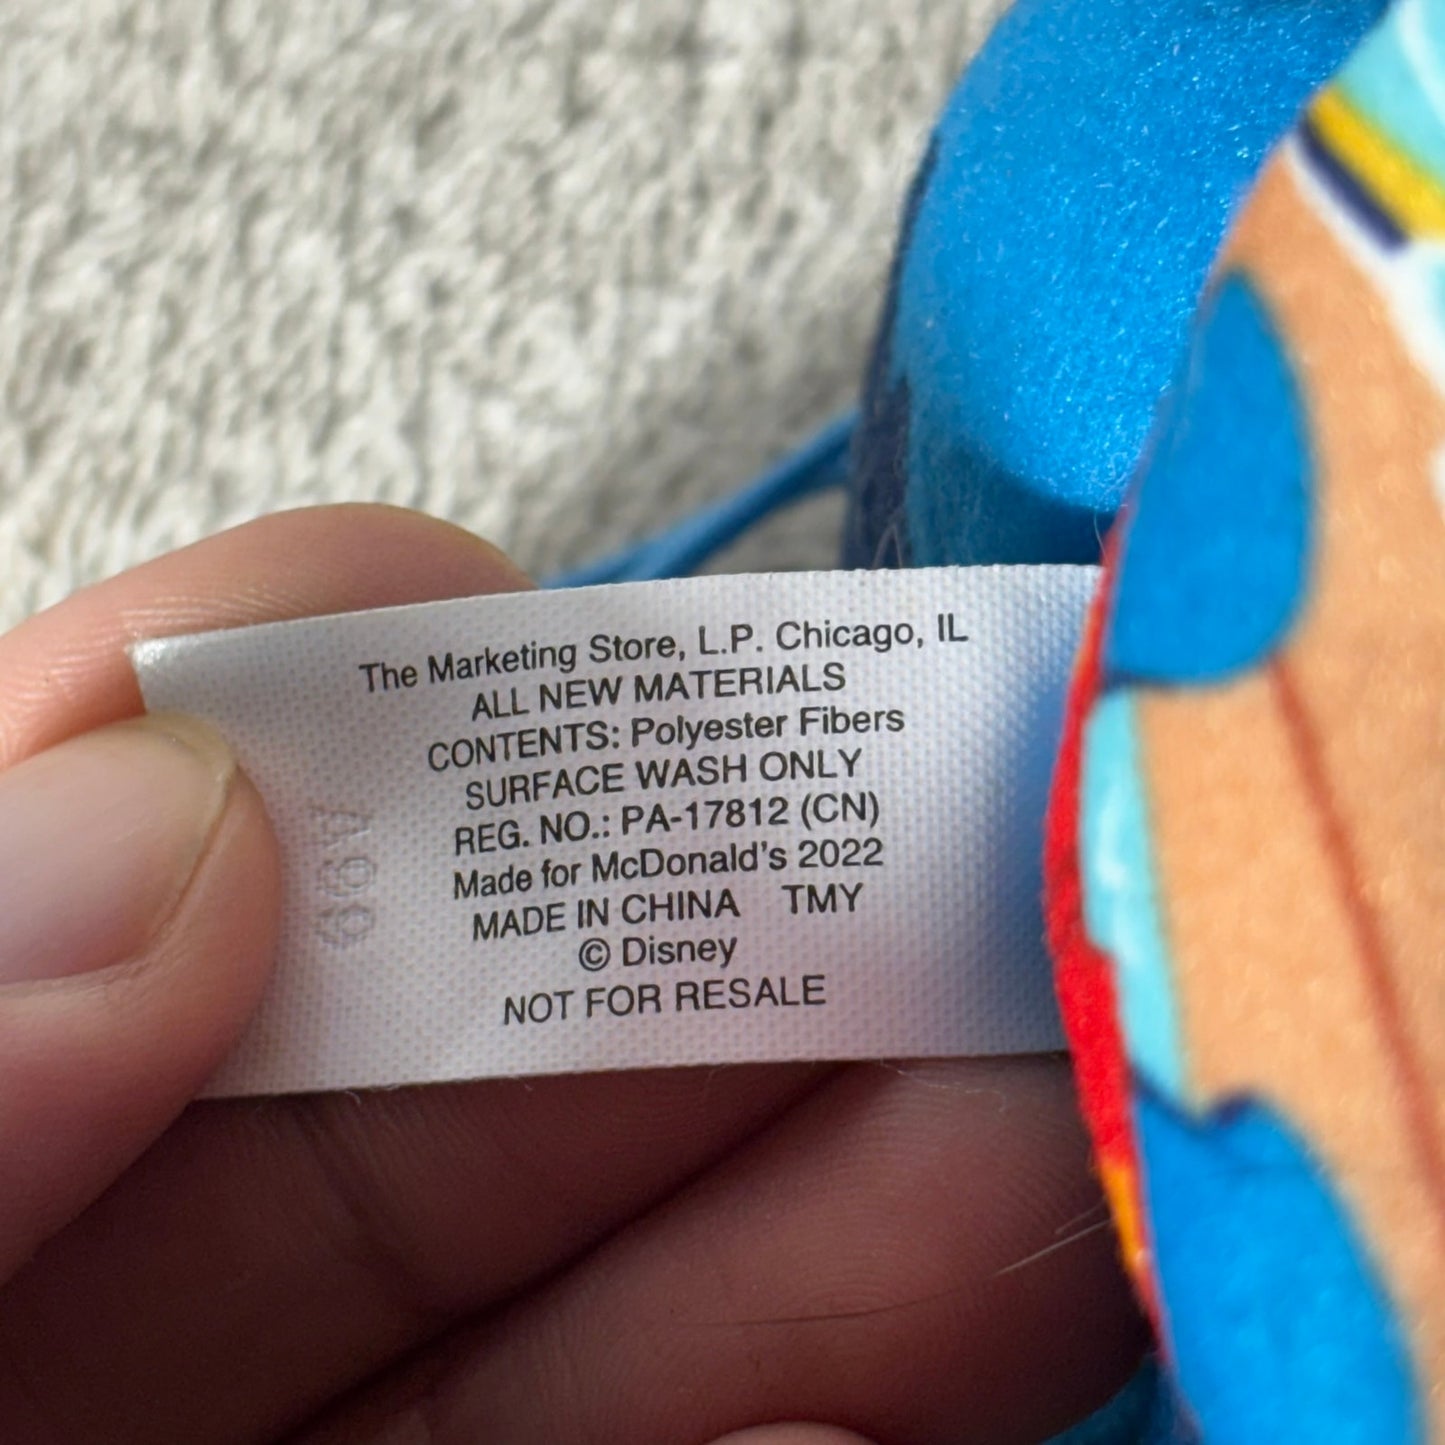 The Marketing Store, L.P. Chicago, IL
ALL NEW MATERIALS
CONTENTS: Polyester Fibers
SURFACE WASH ONLY
REG. NO.: PA-17812 (CN)
Made for McDonald's 2022
MADE IN CHINA TMY
© Disney
NOT FOR RESALE